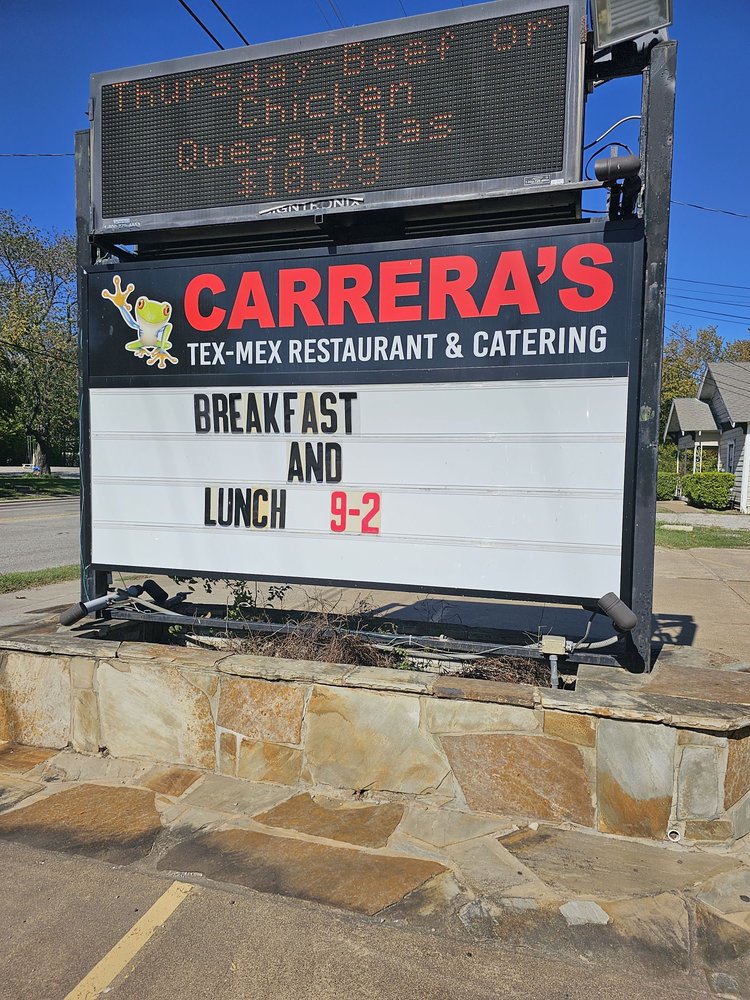 Thursday-Beef or
Chicken
Quesadillas
$10.29
CARRERA'S
TEX-MEX RESTAURANT & CATERING
BREAKFAST
AND
LUNCH 9-2